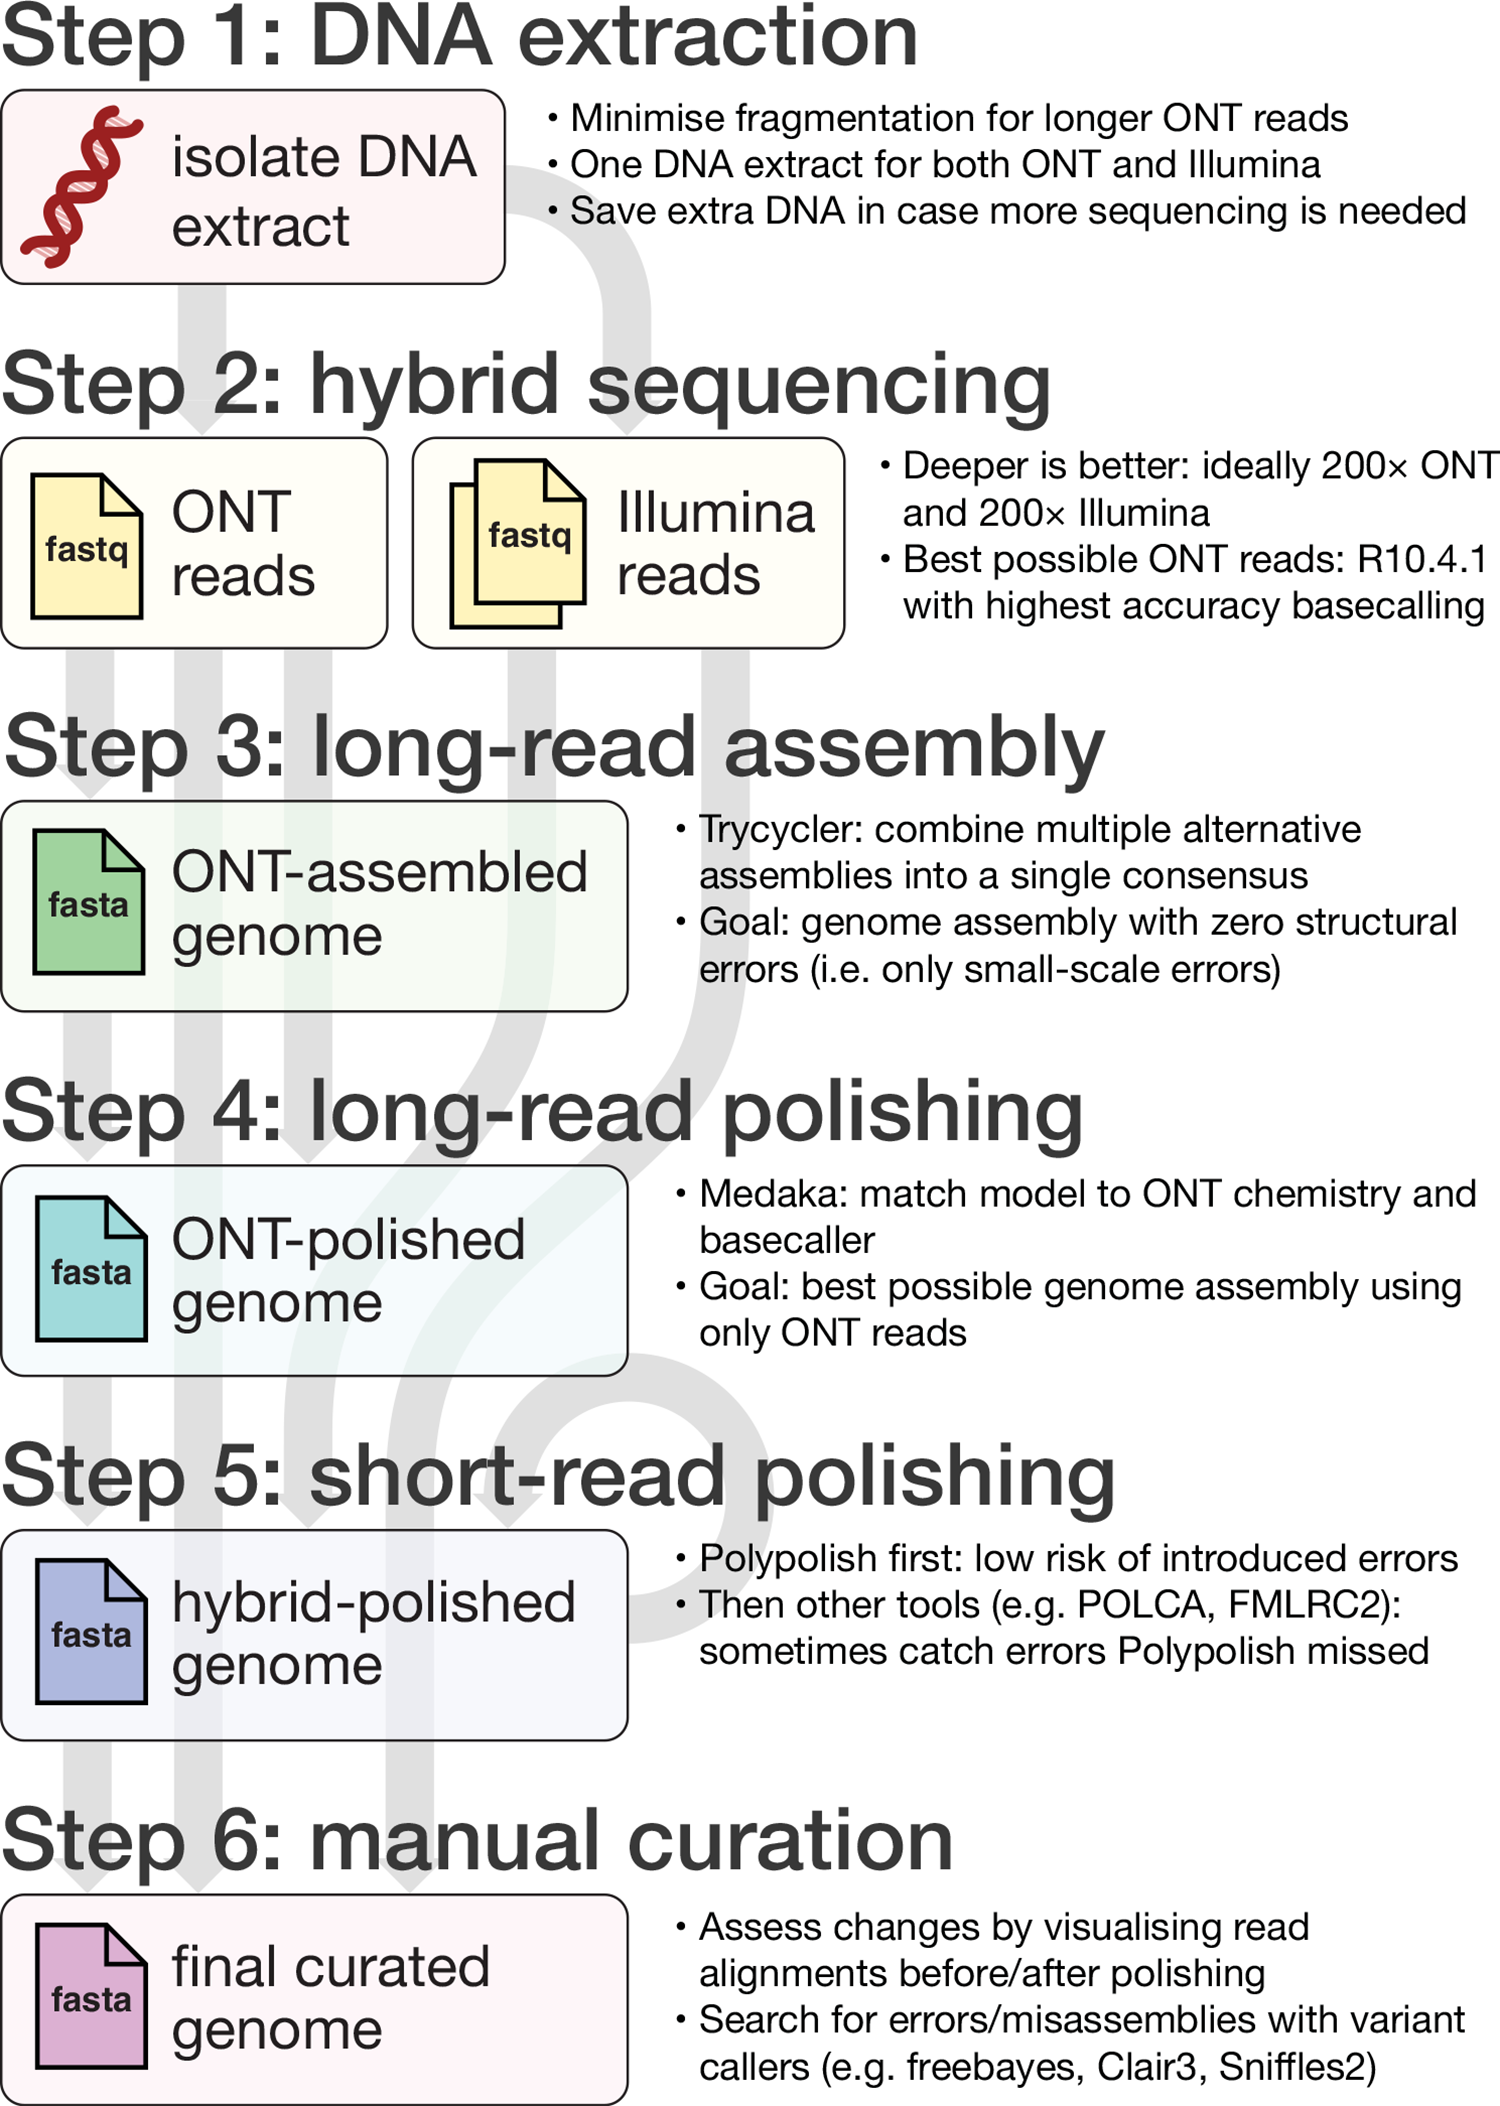 Step 1: DNA extraction
isolate DNA
extract
• Minimise fragmentation for longer ONT reads
• One DNA extract for both ONT and Illumina
• Save extra DNA in case more sequencing is needed
Step 2: hybrid sequencing
fastq
ONT
reads
fastq
Illumina
reads
• Deeper is better: ideally 200× ONT
and 200× Illumina
• Best possible ONT reads: R10.4.1
with highest accuracy basecalling
Step 3: long-read assembly
fasta
ONT-assembled
genome
• Trycycler: combine multiple alternative
assemblies into a single consensus
• Goal: genome assembly with zero structural
errors (i.e. only small-scale errors)
Step 4: long-read polishing
fasta
ONT-polished
genome
• Medaka: match model to ONT chemistry and
basecaller
• Goal: best possible genome assembly using
only ONT reads
Step 5: short-read polishing
fasta
hybrid-polished
genome
• Polypolish first: low risk of introduced errors
• Then other tools (e.g. POLCA, FMLRC2):
sometimes catch errors Polypolish missed
Step 6: manual curation
fasta
final curated
genome
• Assess changes by visualising read
alignments before/after polishing
• Search for errors/misassemblies with variant
callers (e.g. freebayes, Clair3, Sniffles2)